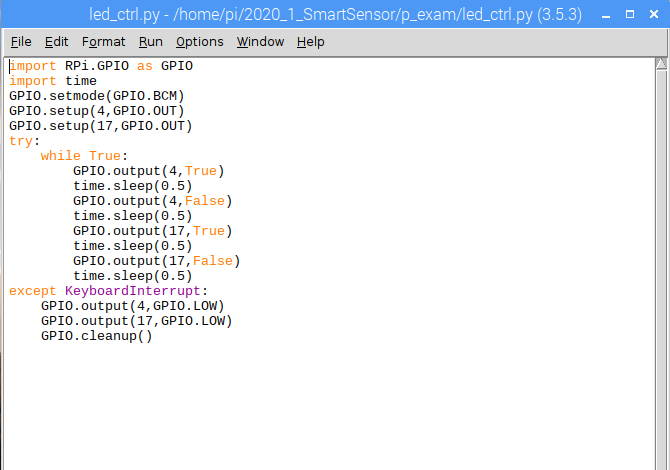 led_ctrl.py - /home/pi/2020_1_SmartSensor/p_exam/led_ctrl.py (3.5.3)
File Edit Format Run Options Window Help
import RPi.GPIO as GPIO
import time
GPIO.setmode(GPIO.BCM)
GPIO.setup(4,GPIO.OUT)
GPIO.setup(17,GPIO.OUT)
try:
    while True:
        GPIO.output(4,True)
        time.sleep(0.5)
        GPIO.output(4,False)
        time.sleep(0.5)
        GPIO.output(17,True)
        time.sleep(0.5)
        GPIO.output(17,False)
        time.sleep(0.5)
except KeyboardInterrupt:
    GPIO.output(4,GPIO.LOW)
    GPIO.output(17,GPIO.LOW)
    GPIO.cleanup()